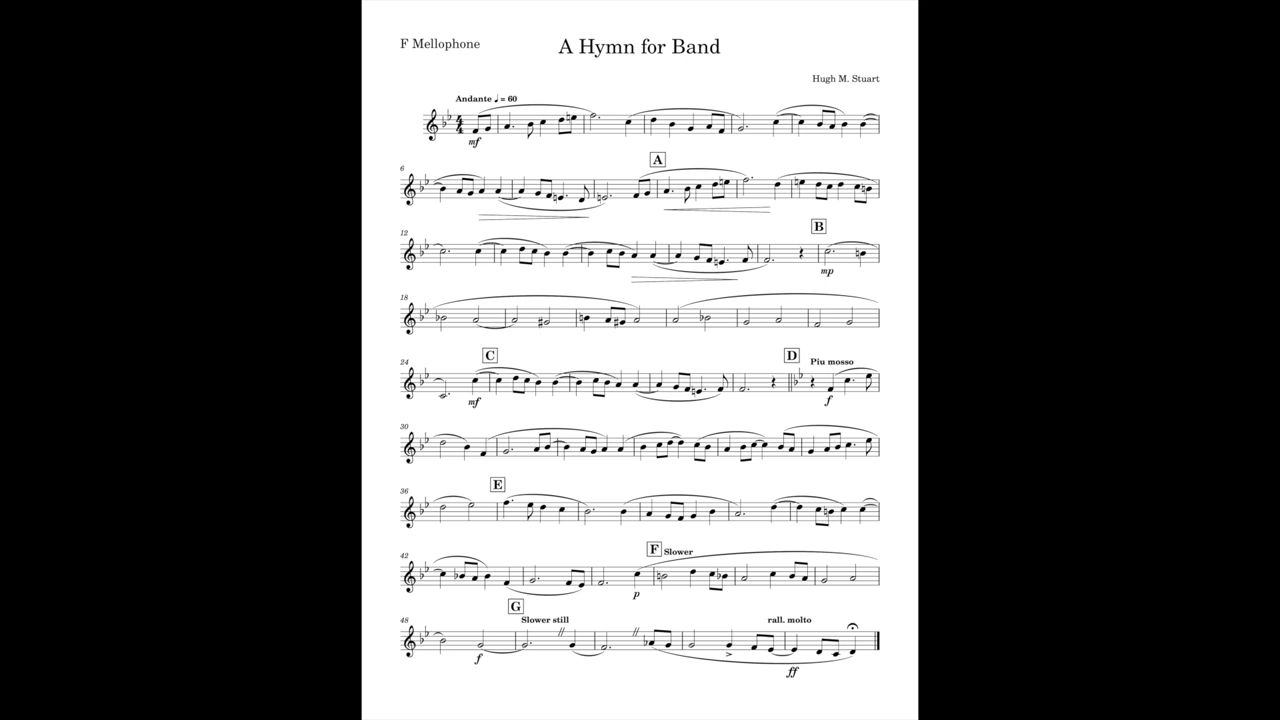 F Mellophone
A Hymn for Band
Hugh M. Stuart
Andante ♩ = 60
mf
6
A
12
B
mp
18
24
C
D
Piu mosso
mf
f
30
36
E
42
F Slower
p
48
G
Slower still
rall. molto
f
ff